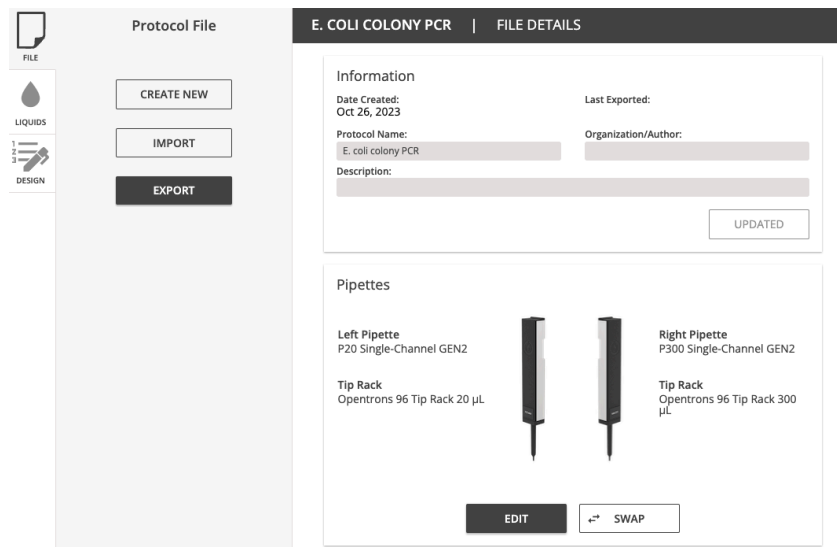 FILE
LIQUIDS
1
2
3
DESIGN
Protocol File
CREATE NEW
IMPORT
EXPORT
E. COLI COLONY PCR | FILE DETAILS
Information
Date Created:
Oct 26, 2023
Last Exported:
Protocol Name:
E. coli colony PCR
Organization/Author:
Description:
UPDATED
Pipettes
Left Pipette
P20 Single-Channel GEN2
Tip Rack
Opentrons 96 Tip Rack 20 µL
Right Pipette
P300 Single-Channel GEN2
Tip Rack
Opentrons 96 Tip Rack 300
µL
EDIT
SWAP